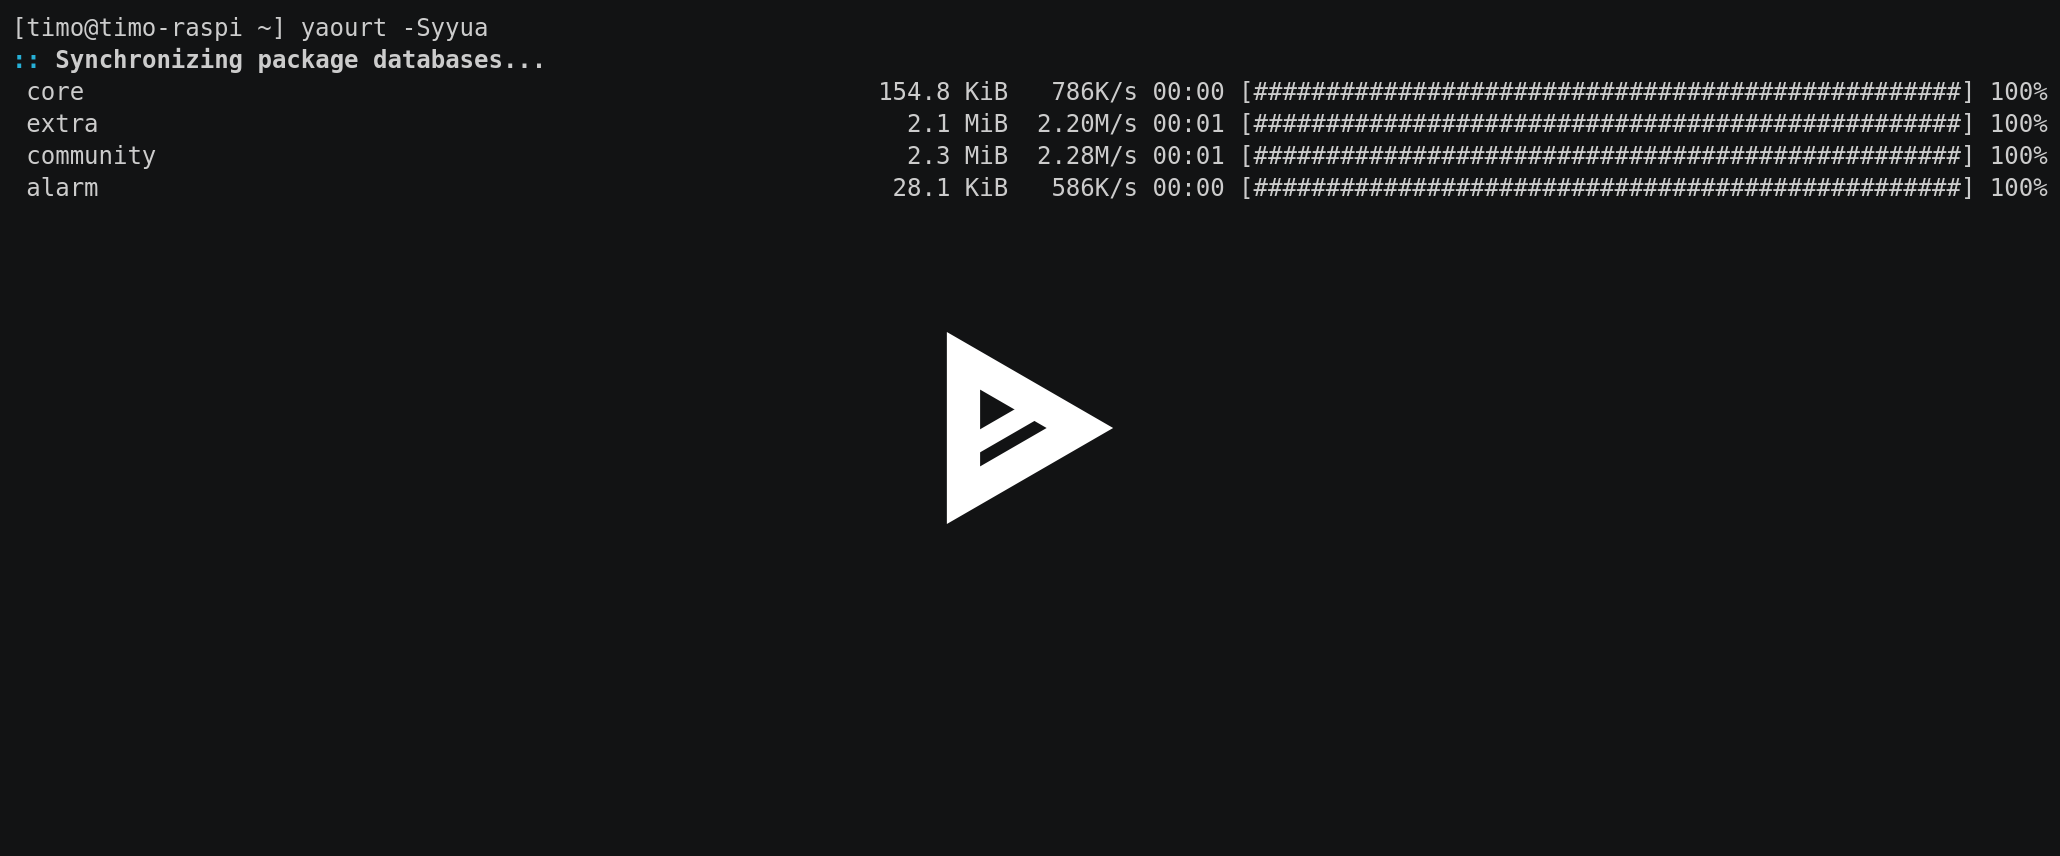 [timo@timo-raspi ~] yaourt -Syyua
:: Synchronizing package databases...
core 154.8 KiB 786K/s 00:00 [#################################################] 100%
extra 2.1 MiB 2.20M/s 00:01 [#################################################] 100%
community 2.3 MiB 2.28M/s 00:01 [#################################################] 100%
alarm 28.1 KiB 586K/s 00:00 [#################################################] 100%